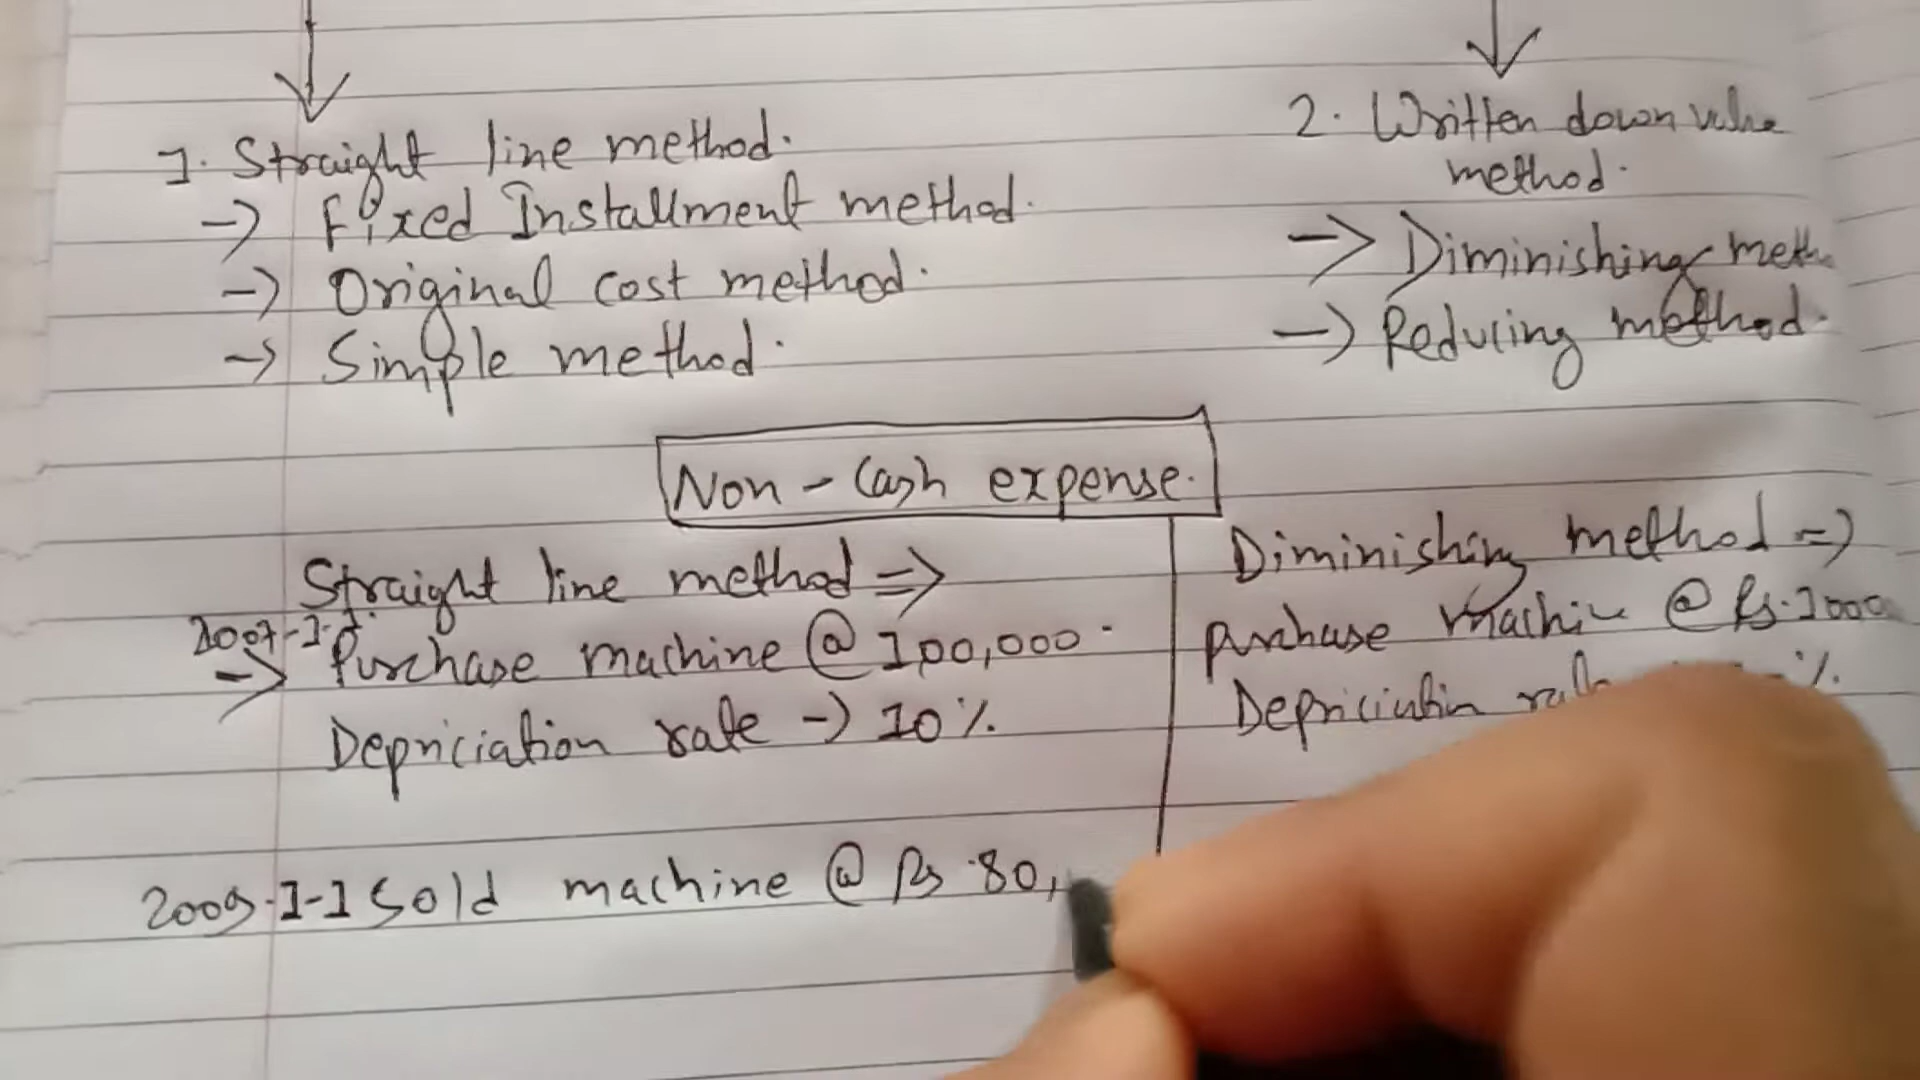 1. Straight line method.
-> Fixed Installment method.
-> Original cost method.
-> Simple method.
2. Written down value
method.
-> Diminishing meth
-> Reducing method.
Non-Cash expense.
Straight line method =>
2007-1-1.
-> Purchase machine @ 100,000.
Depriciation rate -> 10%
2009-1-1 Sold machine @ Rs 80,
Diminishing method =>
purchase machine @ Rs. 1000
Depriciation rate %.